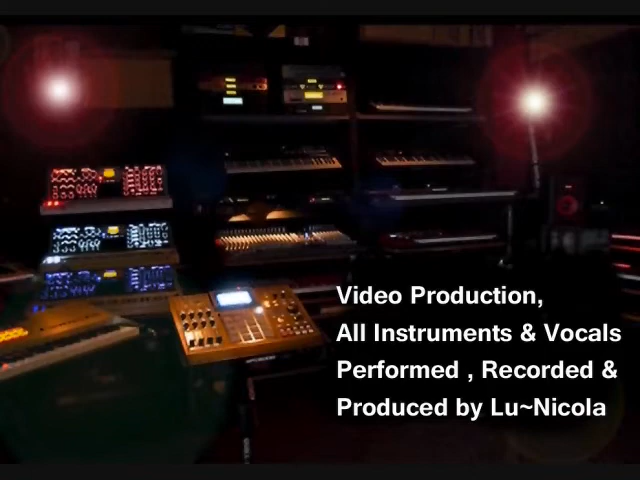 Video Production,
All Instruments & Vocals
Performed , Recorded &
Produced by Lu~Nicola